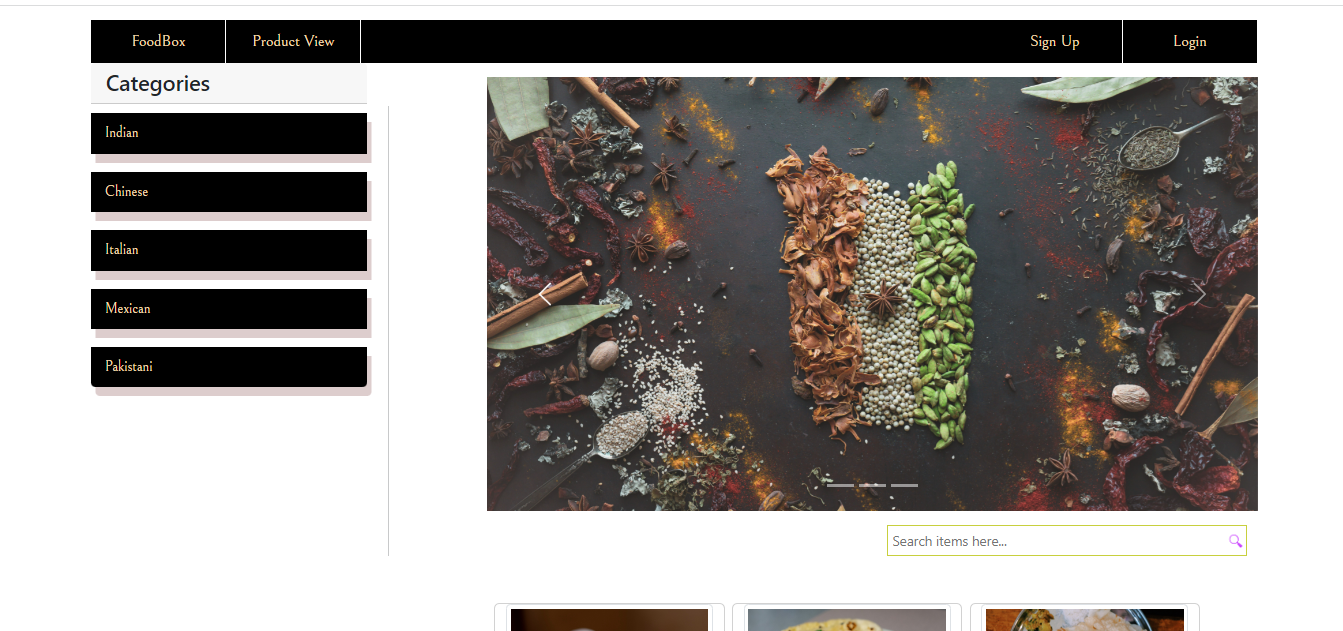 FoodBox
Product View
Sign Up
Login
Categories
Indian
Chinese
Italian
Mexican
Pakistani
Search items here...